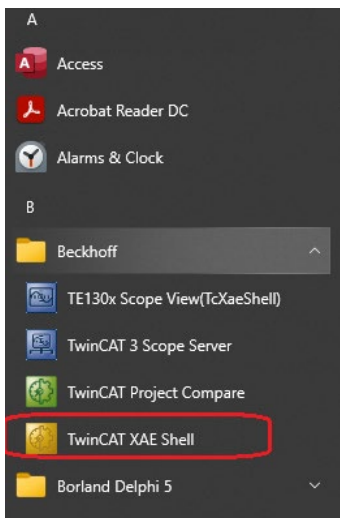 A
Access
Acrobat Reader DC
Alarms & Clock
B
Beckhoff
TE130x Scope View(TcXaeShell)
TwinCAT 3 Scope Server
TwinCAT Project Compare
TwinCAT XAE Shell
Borland Delphi 5